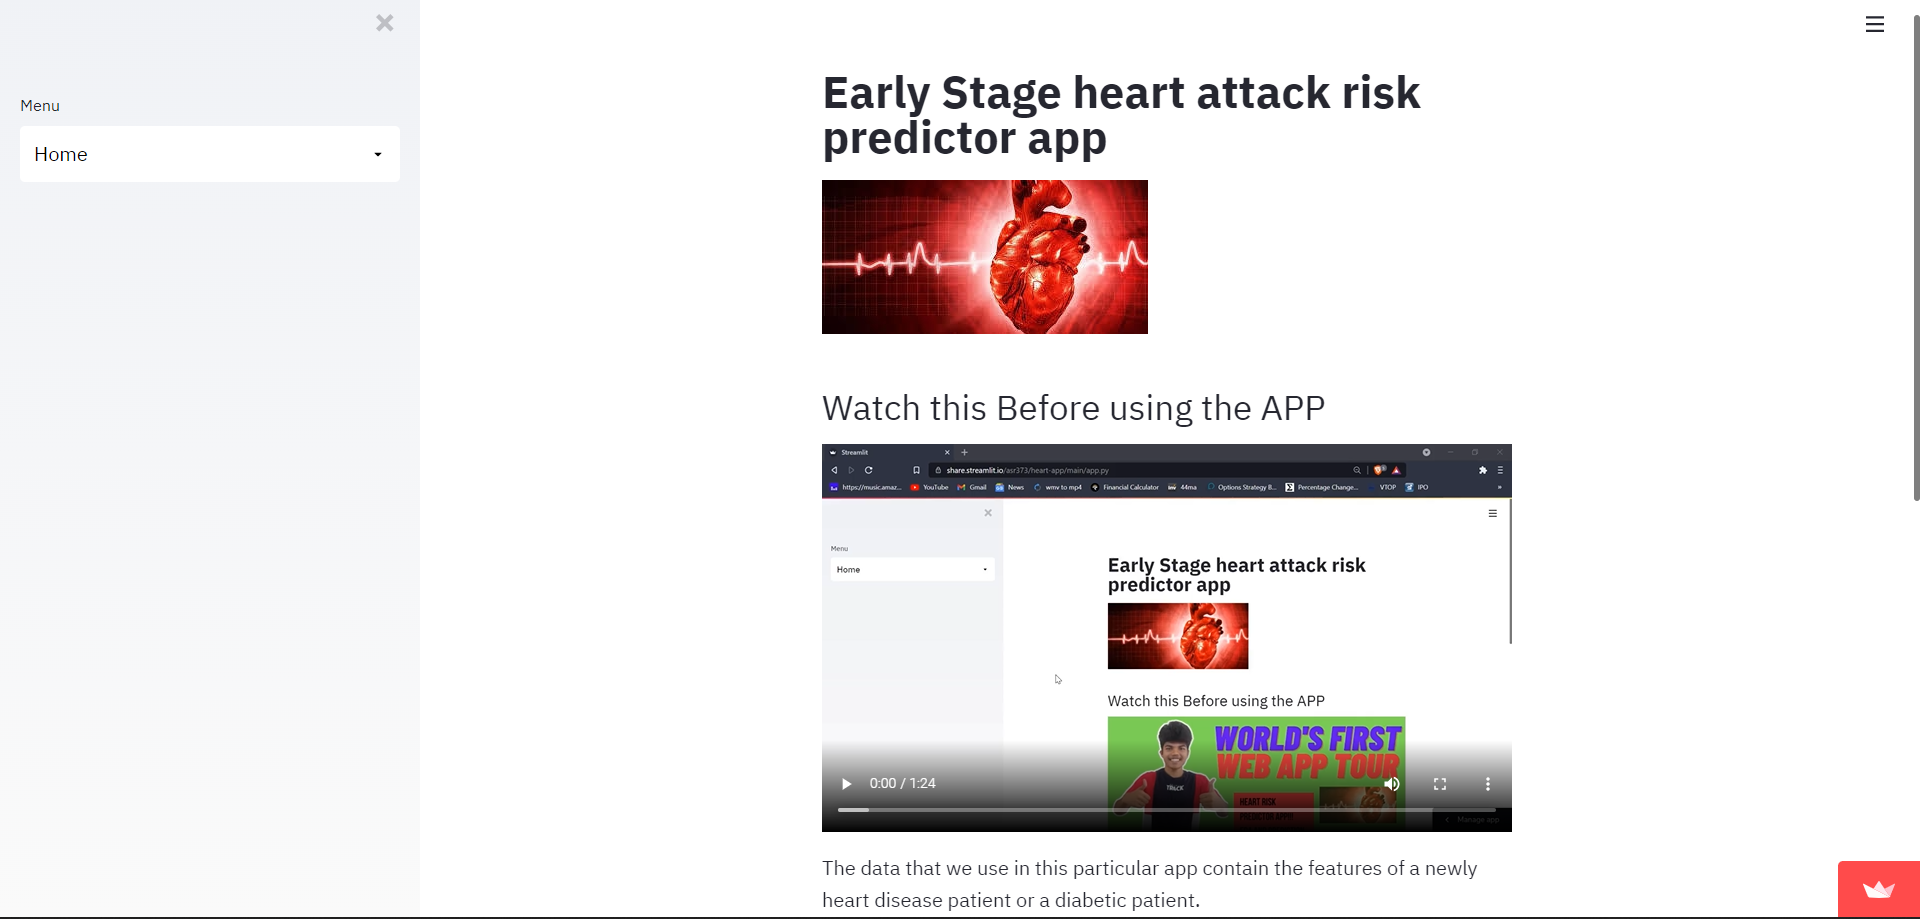 Menu
Home
Early Stage heart attack risk
predictor app
Watch this Before using the APP
Streamlit
share.streamlit.io/asr373/heart-app/main/app.py
https://music.amaz... YouTube Gmail News wmv to mp4 Financial Calculator 44ma Options Strategy B... Percentage Change... VTOP IPO »
Menu
Home
Early Stage heart attack risk
predictor app
Watch this Before using the APP
WORLD'S FIRST
WEB APP TOUR
HEART RISK
PREDICTOR APP!!
0:00 / 1:24
Manage app
The data that we use in this particular app contain the features of a newly
heart disease patient or a diabetic patient.